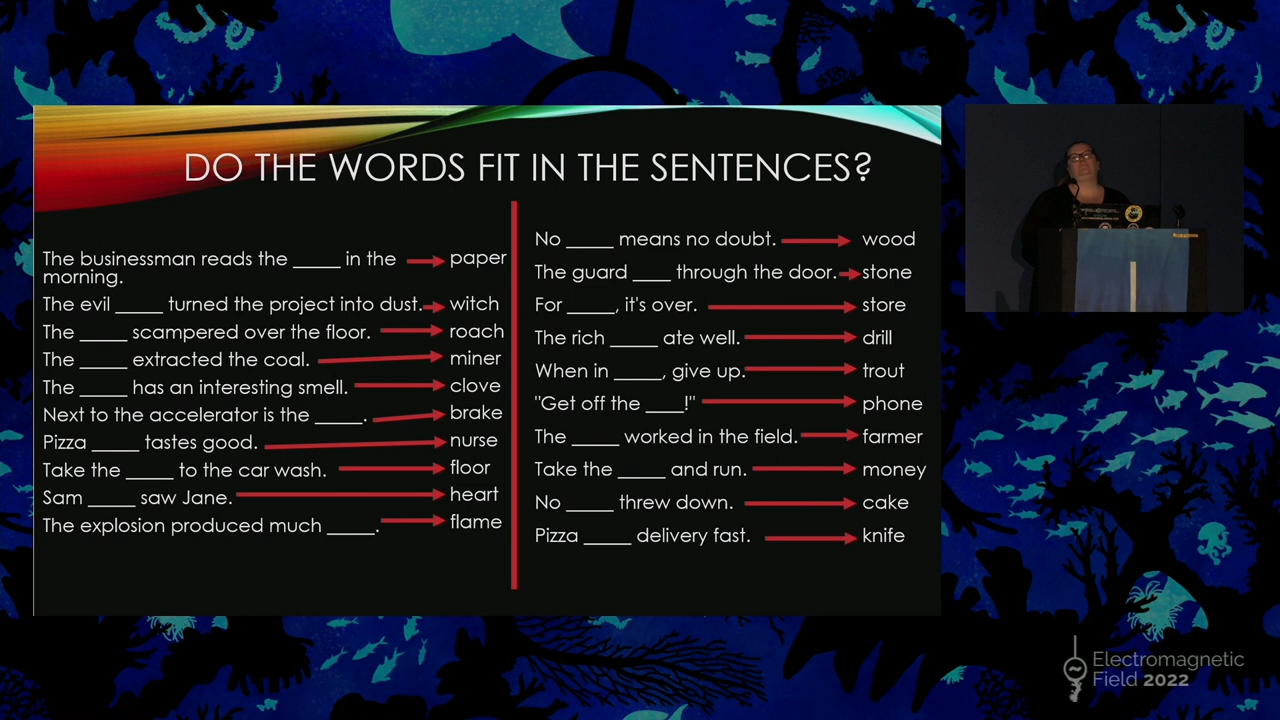 DO THE WORDS FIT IN THE SENTENCES?
The businessman reads the _____ in the morning. paper
The evil _____ turned the project into dust. witch
The _____ scampered over the floor. roach
The _____ extracted the coal. miner
The _____ has an interesting smell. clove
Next to the accelerator is the _____. brake
Pizza _____ tastes good. nurse
Take the _____ to the car wash. floor
Sam _____ saw Jane. heart
The explosion produced much _____. flame
No _____ means no doubt. wood
The guard ____ through the door. stone
For _____, it's over. store
The rich _____ ate well. drill
When in _____, give up. trout
"Get off the ____!" phone
The _____ worked in the field. farmer
Take the _____ and run. money
No _____ threw down. cake
Pizza _____ delivery fast. knife
Electromagnetic
Field 2022